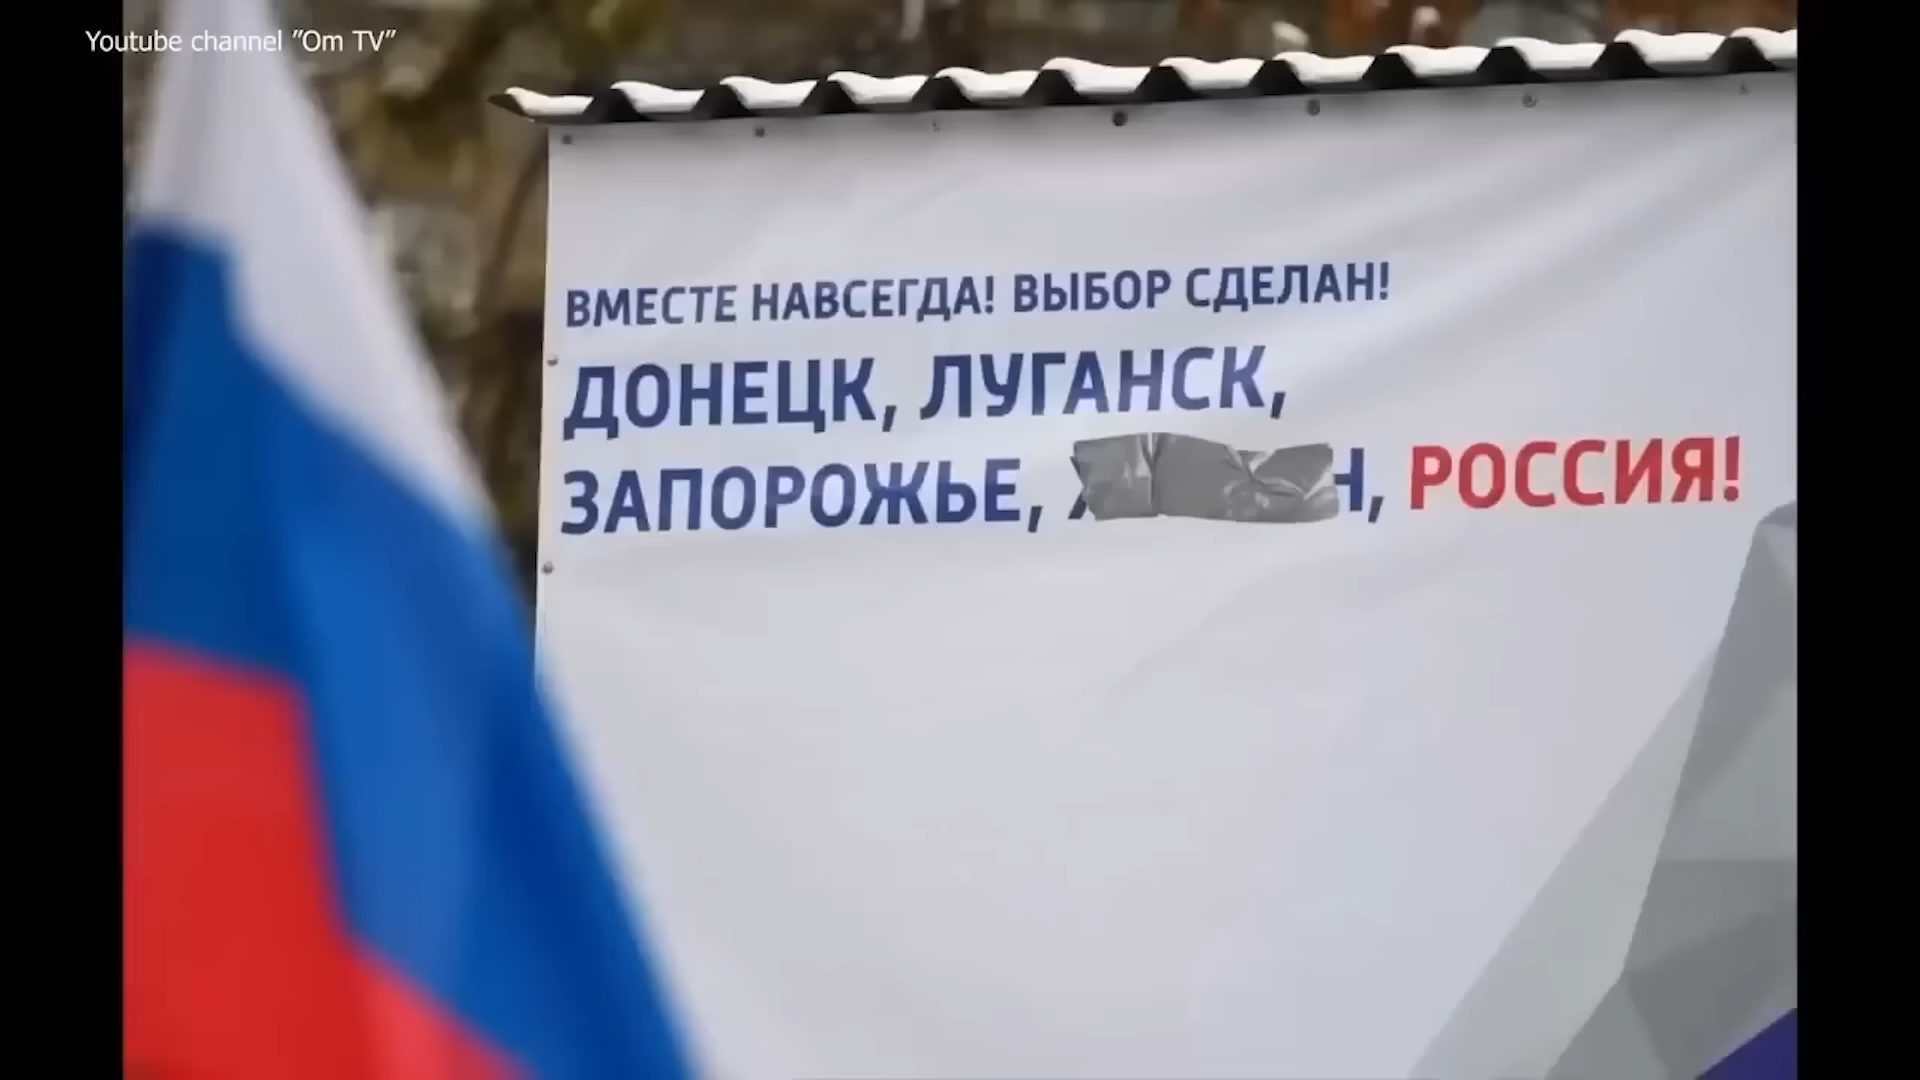 Youtube channel "Om TV"
ВМЕСТЕ НАВСЕГДА! ВЫБОР СДЕЛАН!
ДОНЕЦК, ЛУГАНСК,
ЗАПОРОЖЬЕ, РОССИЯ!